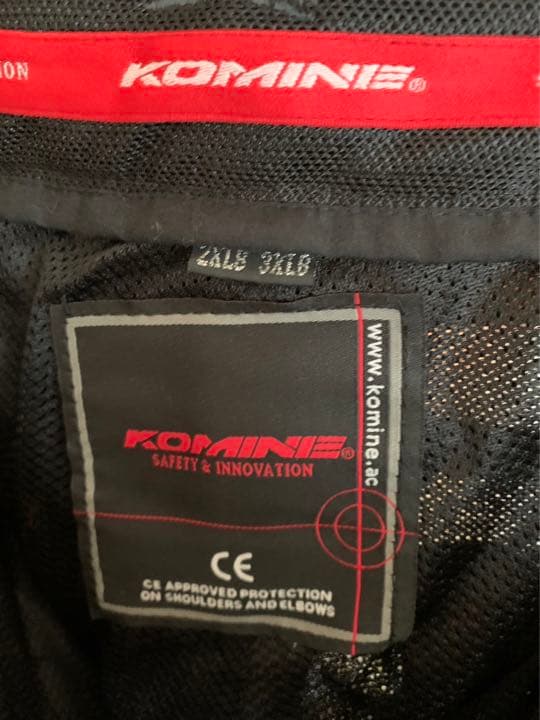 ION KOMINE® S
2XLB 3XLB
www.komine.ac
KOMINE®
SAFETY & INNOVATION
CE
CE APPROVED PROTECTION
ON SHOULDERS AND ELBOWS